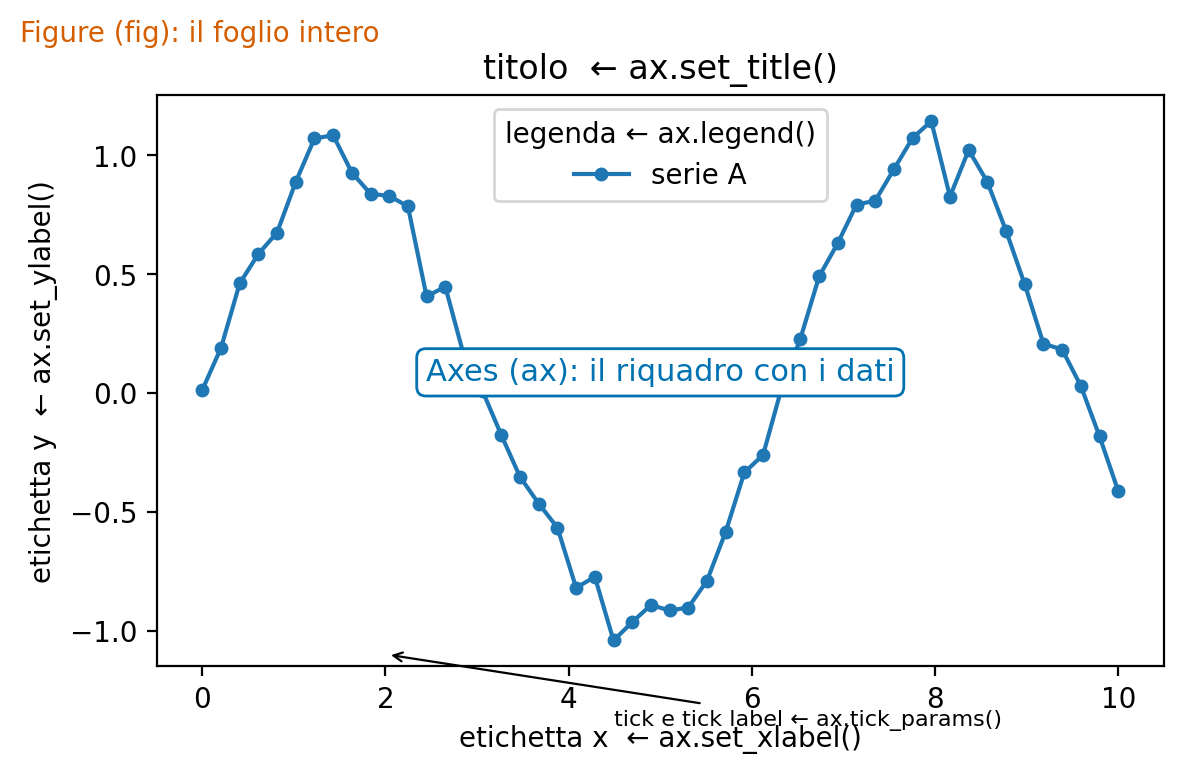 Figure (fig): il foglio intero
titolo ← ax.set_title()
legenda ← ax.legend()
serie A
Axes (ax): il riquadro con i dati
etichetta y ← ax.set_ylabel()
1.0
0.5
0.0
−0.5
−1.0
0 2 4 6 8 10
tick e tick label ← ax.tick_params()
etichetta x ← ax.set_xlabel()